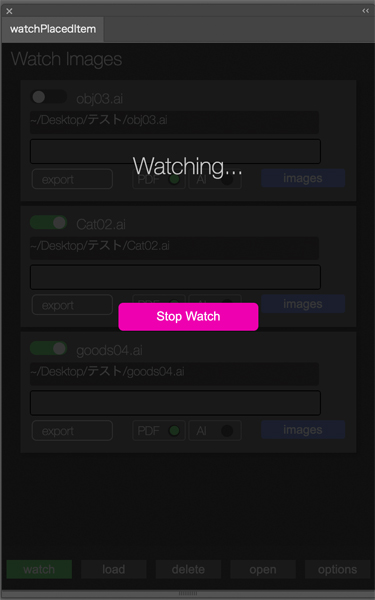 watchPlacedItem
Watch Images
obj03.ai
~/Desktop/テスト/obj03.ai
Watching...
export PDF AI images
Cat02.ai
~/Desktop/テスト/Cat02.ai
export PDF AI images
Stop Watch
goods04.ai
~/Desktop/テスト/goods04.ai
export PDF AI images
watch load delete open options